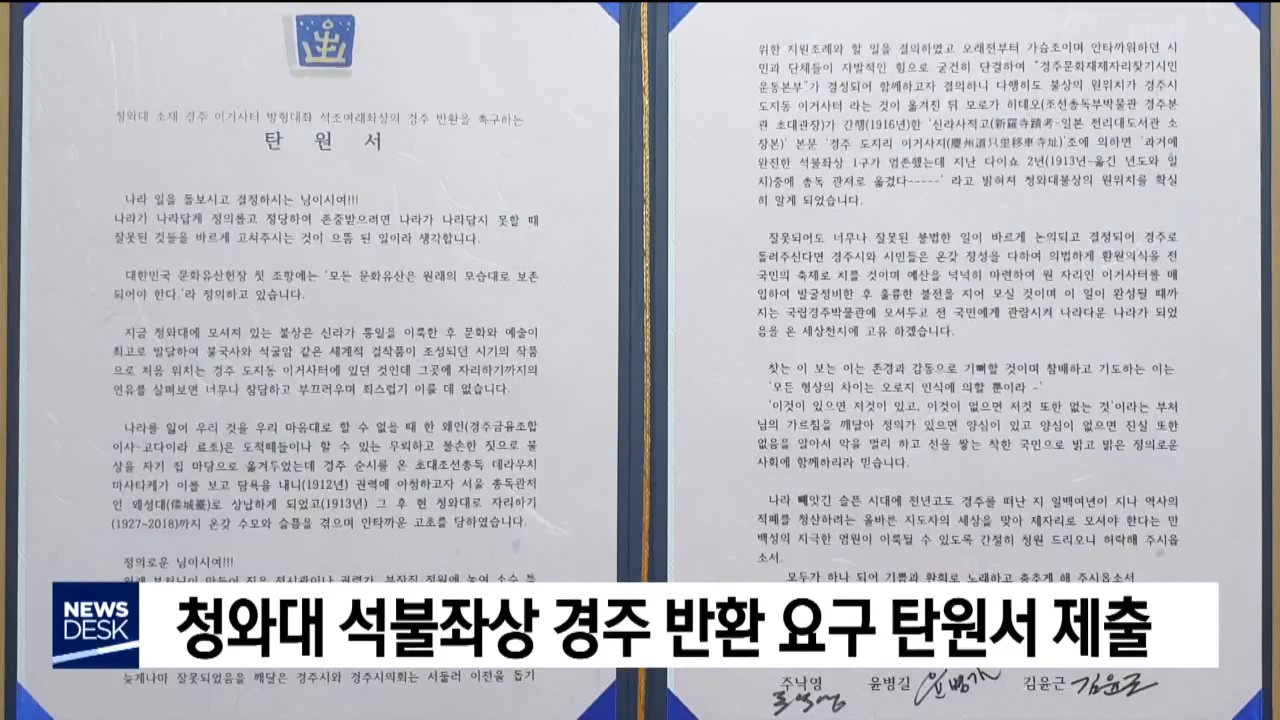 청와대 소재 경주 이거사터 방형대좌 석조여래좌상의 경주 반환을 촉구하는
탄 원 서
나라 일을 돌보시고 결정하시는 님이시여!!!
나라가 나라답게 정의롭고 정당하여 존중받으려면 나라가 나라답지 못할 때
잘못된 것들을 바르게 고쳐주시는 것이 으뜸 된 일이라 생각합니다.
대한민국 문화유산헌장 첫 조항에는 '모든 문화유산은 원래의 모습대로 보존
되어야 한다.'라 정의하고 있습니다.
지금 청와대에 모셔져 있는 불상은 신라가 통일을 이룩한 후 문화와 예술이
최고로 발달하여 불국사와 석굴암 같은 세계적 걸작품이 조성되던 시기의 작품
으로 처음 위치는 경주 도지동 이거사터에 있던 것인데 그곳에 자리하기까지의
연유를 살펴보면 너무나 참담하고 부끄러우며 죄스럽기 이를 데 없습니다.
나라를 잃어 우리 것을 우리 마음대로 할 수 없을 때 한 왜인(경주금융조합
이사-고다이라 료조)은 도적떼들이나 할 수 있는 무뢰하고 불손한 짓으로 불
상을 자기 집 마당으로 옮겨두었는데 경주 순시를 온 초대조선총독 데라우치
마사타케가 이를 보고 탐욕을 내니(1912년) 권력에 아첨하고자 서울 총독관저
인 왜성대(倭城臺)로 상납하게 되었고(1913년) 그 후 현 청와대로 자리하기
(1927~2018)까지 온갖 수모와 슬픔을 겪으며 안타까운 고초를 당하였습니다.
정의로운 님이시여!!!
늦게나마 잘못되었음을 깨달은 경주시와 경주시의회는 서둘러 이전을 돕기
위한 지원조례와 할 일을 결의하였고 오래전부터 가슴조이며 안타까워하던 시
민과 단체들이 자발적인 힘으로 굳건히 단결하여 "경주문화재제자리찾기시민
운동본부"가 결성되어 함께하고자 결의하니 다행히도 불상의 원위치가 경주시
도지동 이거사터 라는 것이 옮겨진 뒤 모로가 히데오(조선총독부박물관 경주분
관 초대관장)가 간행(1916년)한 '신라사적고(新羅寺蹟考-일본 천리대도서관 소
장본)' 본문 '경주 도지리 이거사지(慶州道只里移車寺址)'조에 의하면 '과거에
완전한 석불좌상 1구가 엄존했는데 지난 다이쇼 2년(1913년-옮긴 년도와 일
치)중에 총독 관저로 옮겼다-----' 라고 밝혀져 청와대불상의 원위치를 확실
히 알게 되었습니다.
잘못되어도 너무나 잘못된 불법한 일이 바르게 논의되고 결정되어 경주로
돌려주신다면 경주시와 시민들은 온갖 정성을 다하여 의법하게 환원의식을 전
국민의 축제로 치를 것이며 예산을 넉넉히 마련하여 원 자리인 이거사터를 매
입하여 발굴정비한 후 훌륭한 불전을 지어 모실 것이며 이 일이 완성될 때까
지는 국립경주박물관에 모셔두고 전 국민에게 관람시켜 나라다운 나라가 되었
음을 온 세상천지에 고유 하겠습니다.
찾는 이 보는 이는 존경과 감동으로 기뻐할 것이며 참배하고 기도하는 이는
'모든 형상의 차이는 오로지 인식에 의할 뿐이라 -'
'이것이 있으면 저것이 있고, 이것이 없으면 저것 또한 없는 것'이라는 부처
님의 가르침을 깨달아 정의가 있으면 양심이 있고 양심이 없으면 진실 또한
없음을 알아서 악을 멀리 하고 선을 쌓는 착한 국민으로 밝고 맑은 정의로운
사회에 함께하리라 믿습니다.
나라 빼앗긴 슬픈 시대에 천년고도 경주를 떠난 지 일백여년이 지나 역사의
적폐를 청산하려는 올바른 지도자의 세상을 맞아 제자리로 모셔야 한다는 만
백성의 지극한 염원이 이룩될 수 있도록 간절히 청원 드리오니 허락해 주시옵
소서.
모두가 하나 되어 기쁨과 환희로 노래하고 춤추게 해 주시옵소서
NEWS
DESK
청와대 석불좌상 경주 반환 요구 탄원서 제출
주낙영 윤병길 김윤근 김윤근